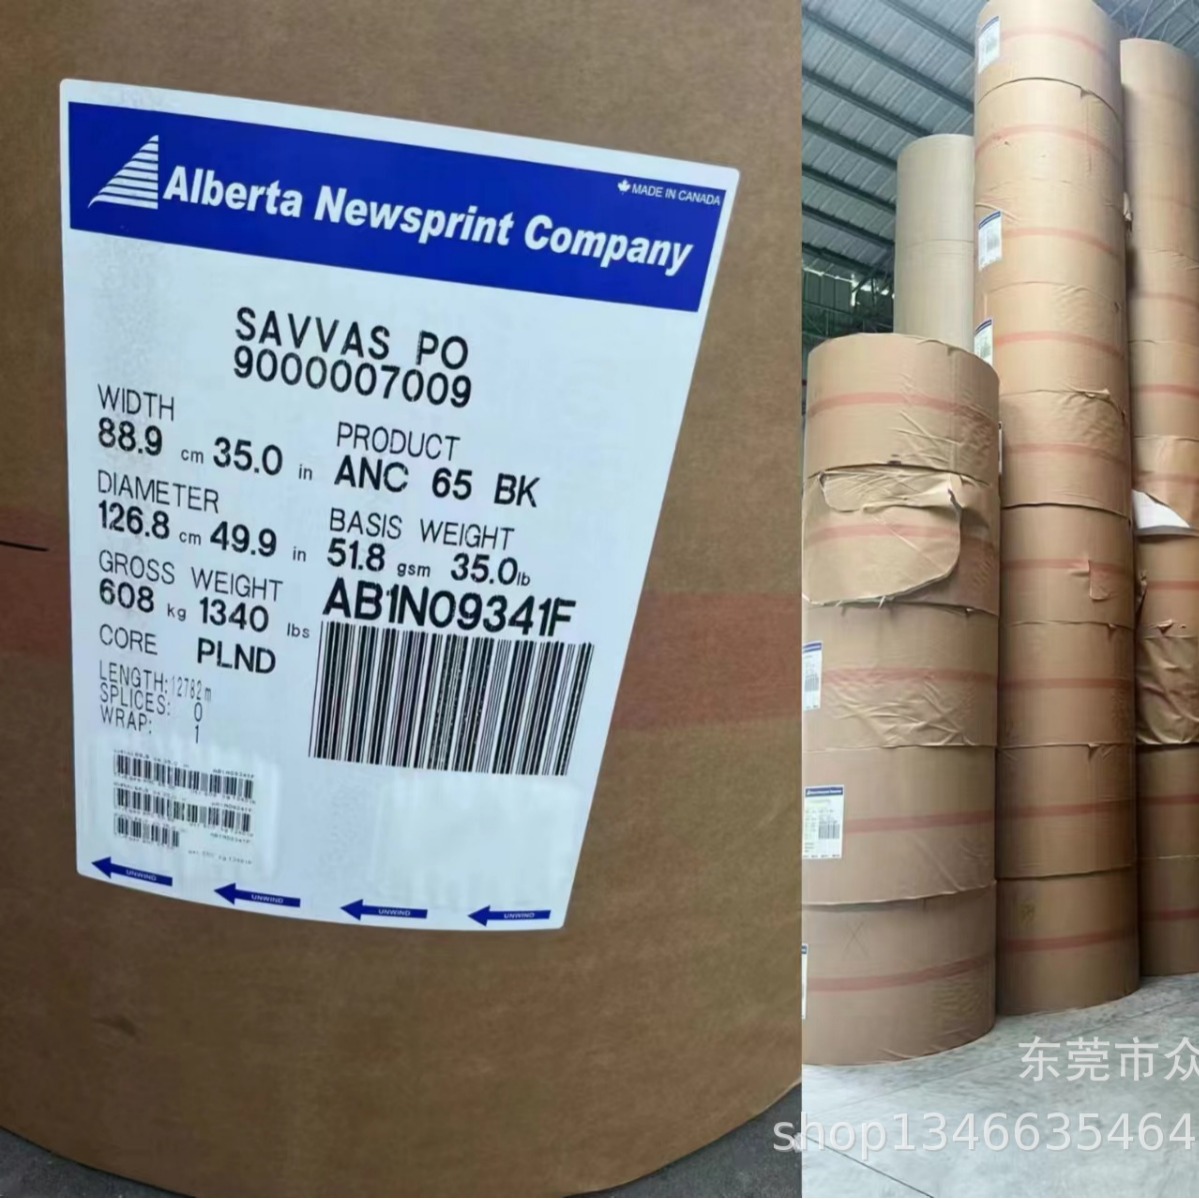 Alberta Newsprint Company
MADE IN CANADA
SAVVAS PO
9000007009
WIDTH
88.9 cm 35.0 in
PRODUCT
ANC 65 BK
DIAMETER
126.8 cm 49.9 in
BASIS WEIGHT
51.8 gsm 35.0lb
GROSS WEIGHT
608 kg 1340 lbs
AB1N09341F
CORE PLND
LENGTH:12782m
SPLICES: 0
WRAP: 1
UNWIND UNWIND UNWIND UNWIND
东莞市众
shop1346635464